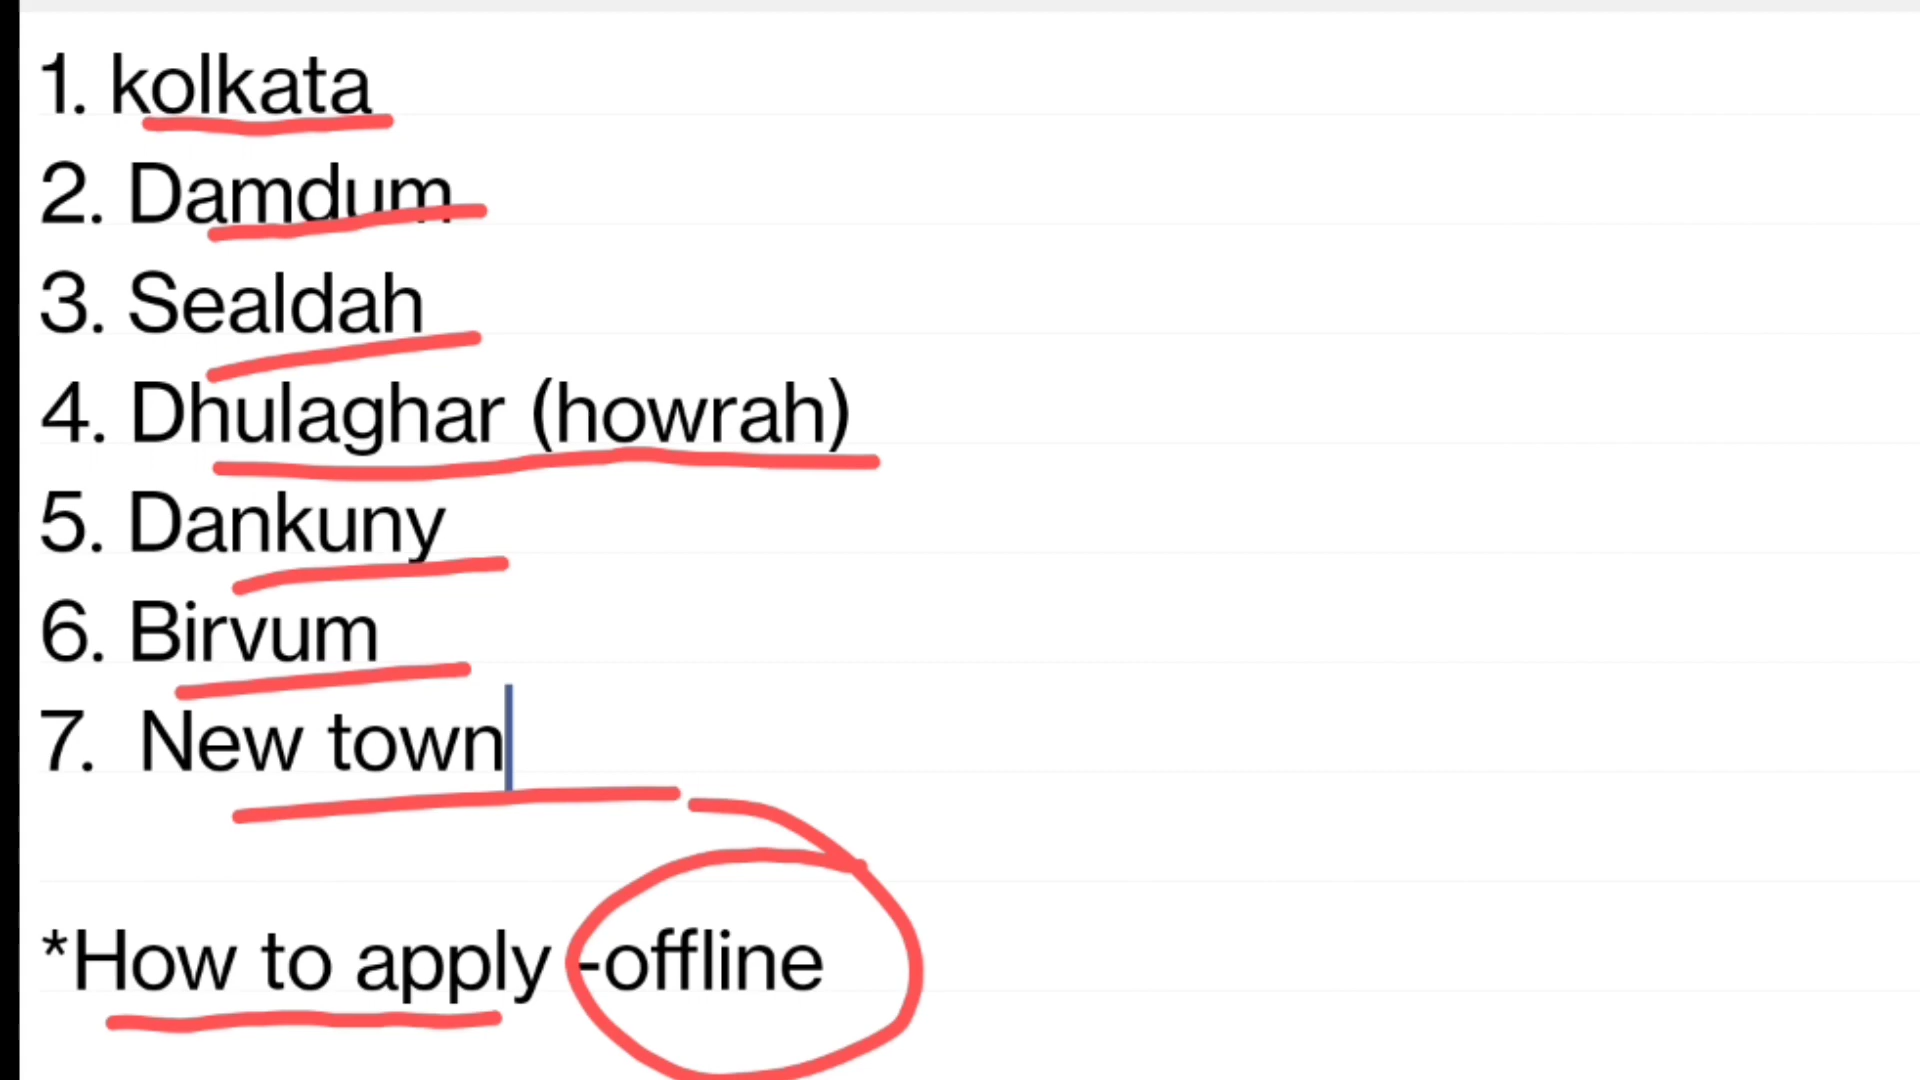 1. kolkata
2. Damdum
3. Sealdah
4. Dhulaghar (howrah)
5. Dankuny
6. Birvum
7. New town
*How to apply -offline